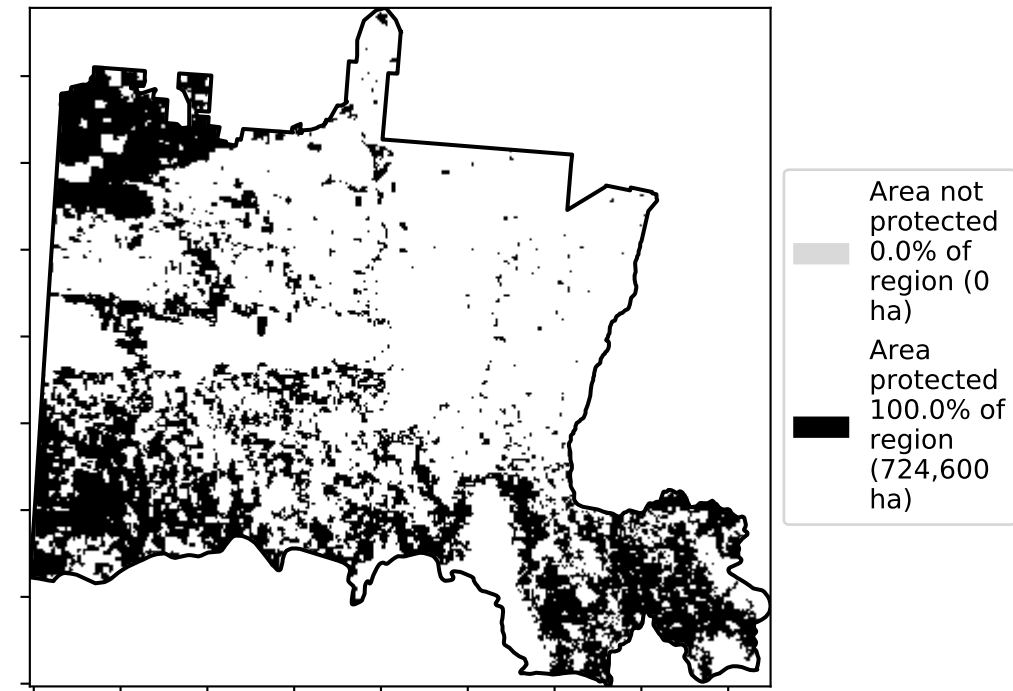 Area not
protected
0.0% of
region (0
ha)
Area
protected
100.0% of
region
(724,600
ha)